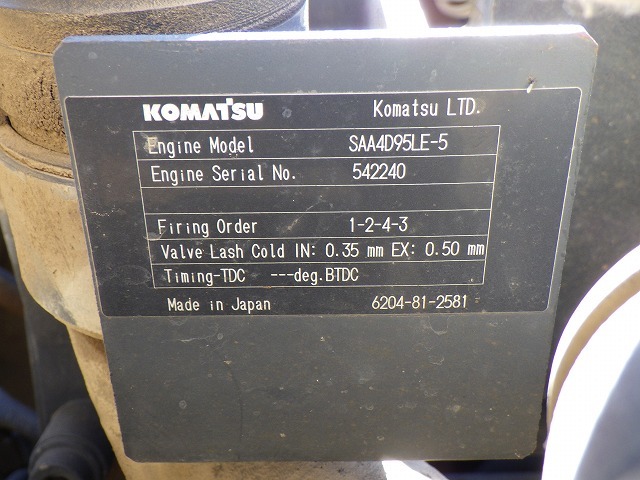 KOMATSU Komatsu LTD.
Engine Model SAA4D95LE-5
Engine Serial No. 542240
Firing Order 1-2-4-3
Valve Lash Cold IN: 0.35 mm EX: 0.50 mm
Timing-TDC ---deg.BTDC
Made in Japan 6204-81-2581